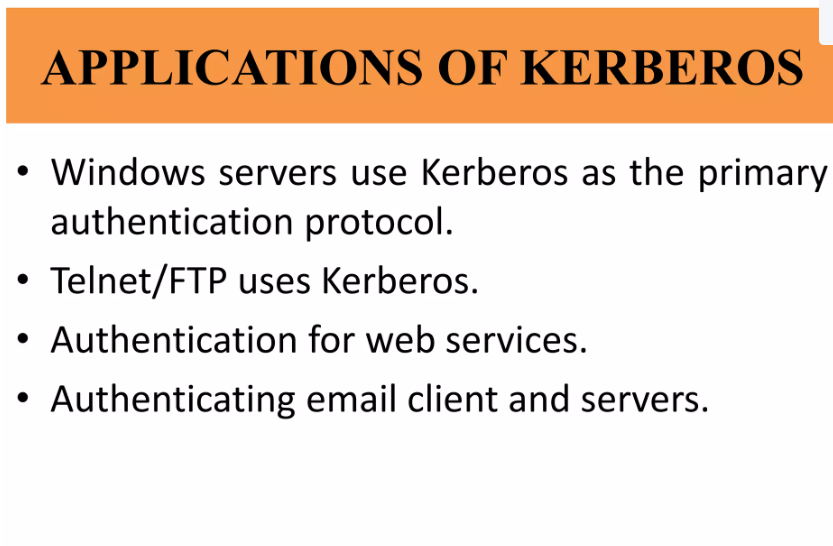 APPLICATIONS OF KERBEROS
• Windows servers use Kerberos as the primary
authentication protocol.
• Telnet/FTP uses Kerberos.
• Authentication for web services.
• Authenticating email client and servers.